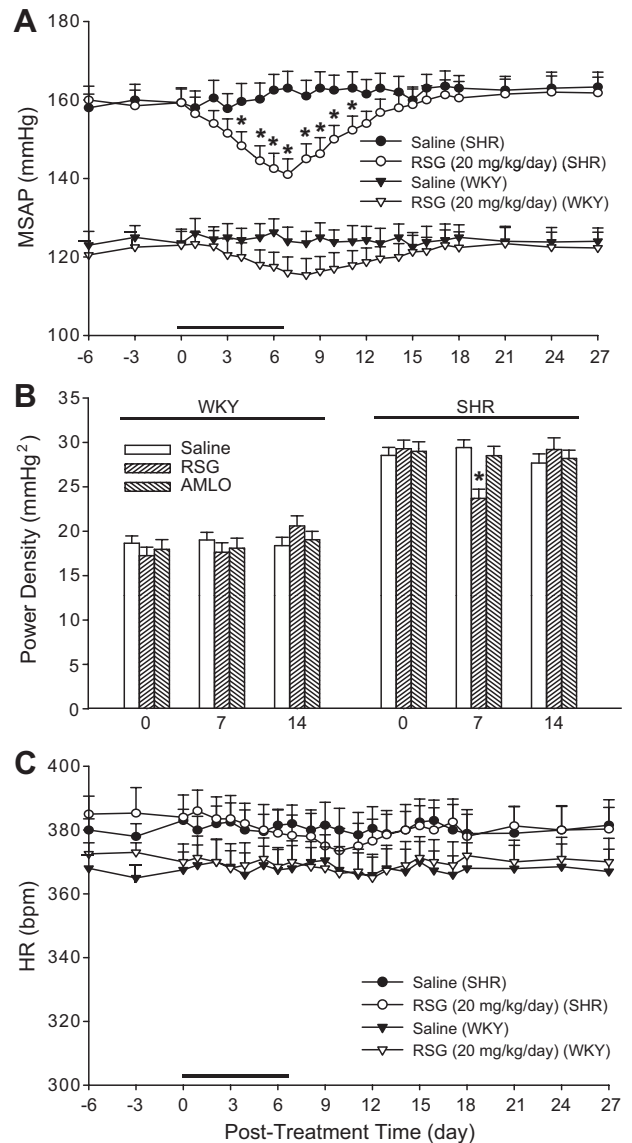 A
180
160
140
120
100
MSAP (mmHg)
* * * * * * * *
Saline (SHR)
RSG (20 mg/kg/day) (SHR)
Saline (WKY)
RSG (20 mg/kg/day) (WKY)
-6 -3 0 3 6 9 12 15 18 21 24 27
B
35
30
25
20
15
10
5
0
Power Density (mmHg²)
WKY SHR
Saline
RSG
AMLO
*
0 7 14 0 7 14
C
400
380
360
340
320
300
HR (bpm)
Saline (SHR)
RSG (20 mg/kg/day) (SHR)
Saline (WKY)
RSG (20 mg/kg/day) (WKY)
-6 -3 0 3 6 9 12 15 18 21 24 27
Post-Treatment Time (day)